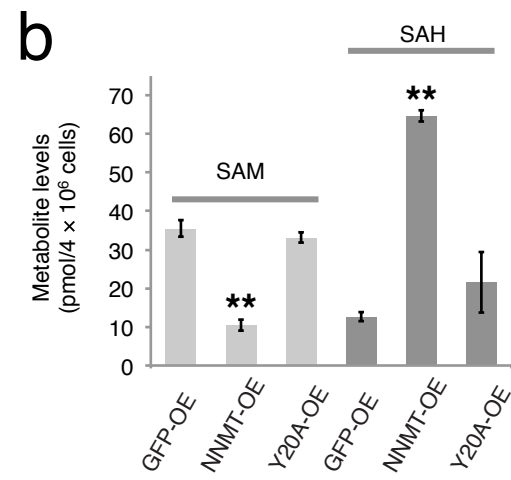 b
SAH
SAM
**
**
Metabolite levels
(pmol/4 × 10⁶ cells)
70
60
50
40
30
20
10
0
GFP-OE
NNMT-OE
Y20A-OE
GFP-OE
NNMT-OE
Y20A-OE